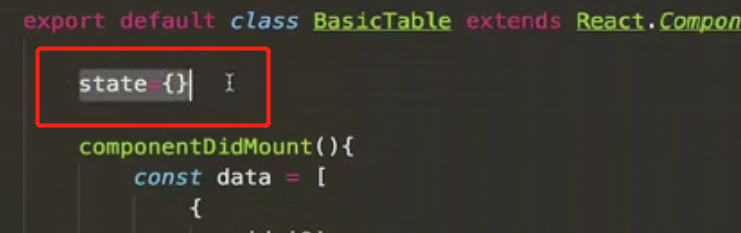 export default class BasicTable extends React.Compon
state={}
componentDidMount(){
const data = [
{